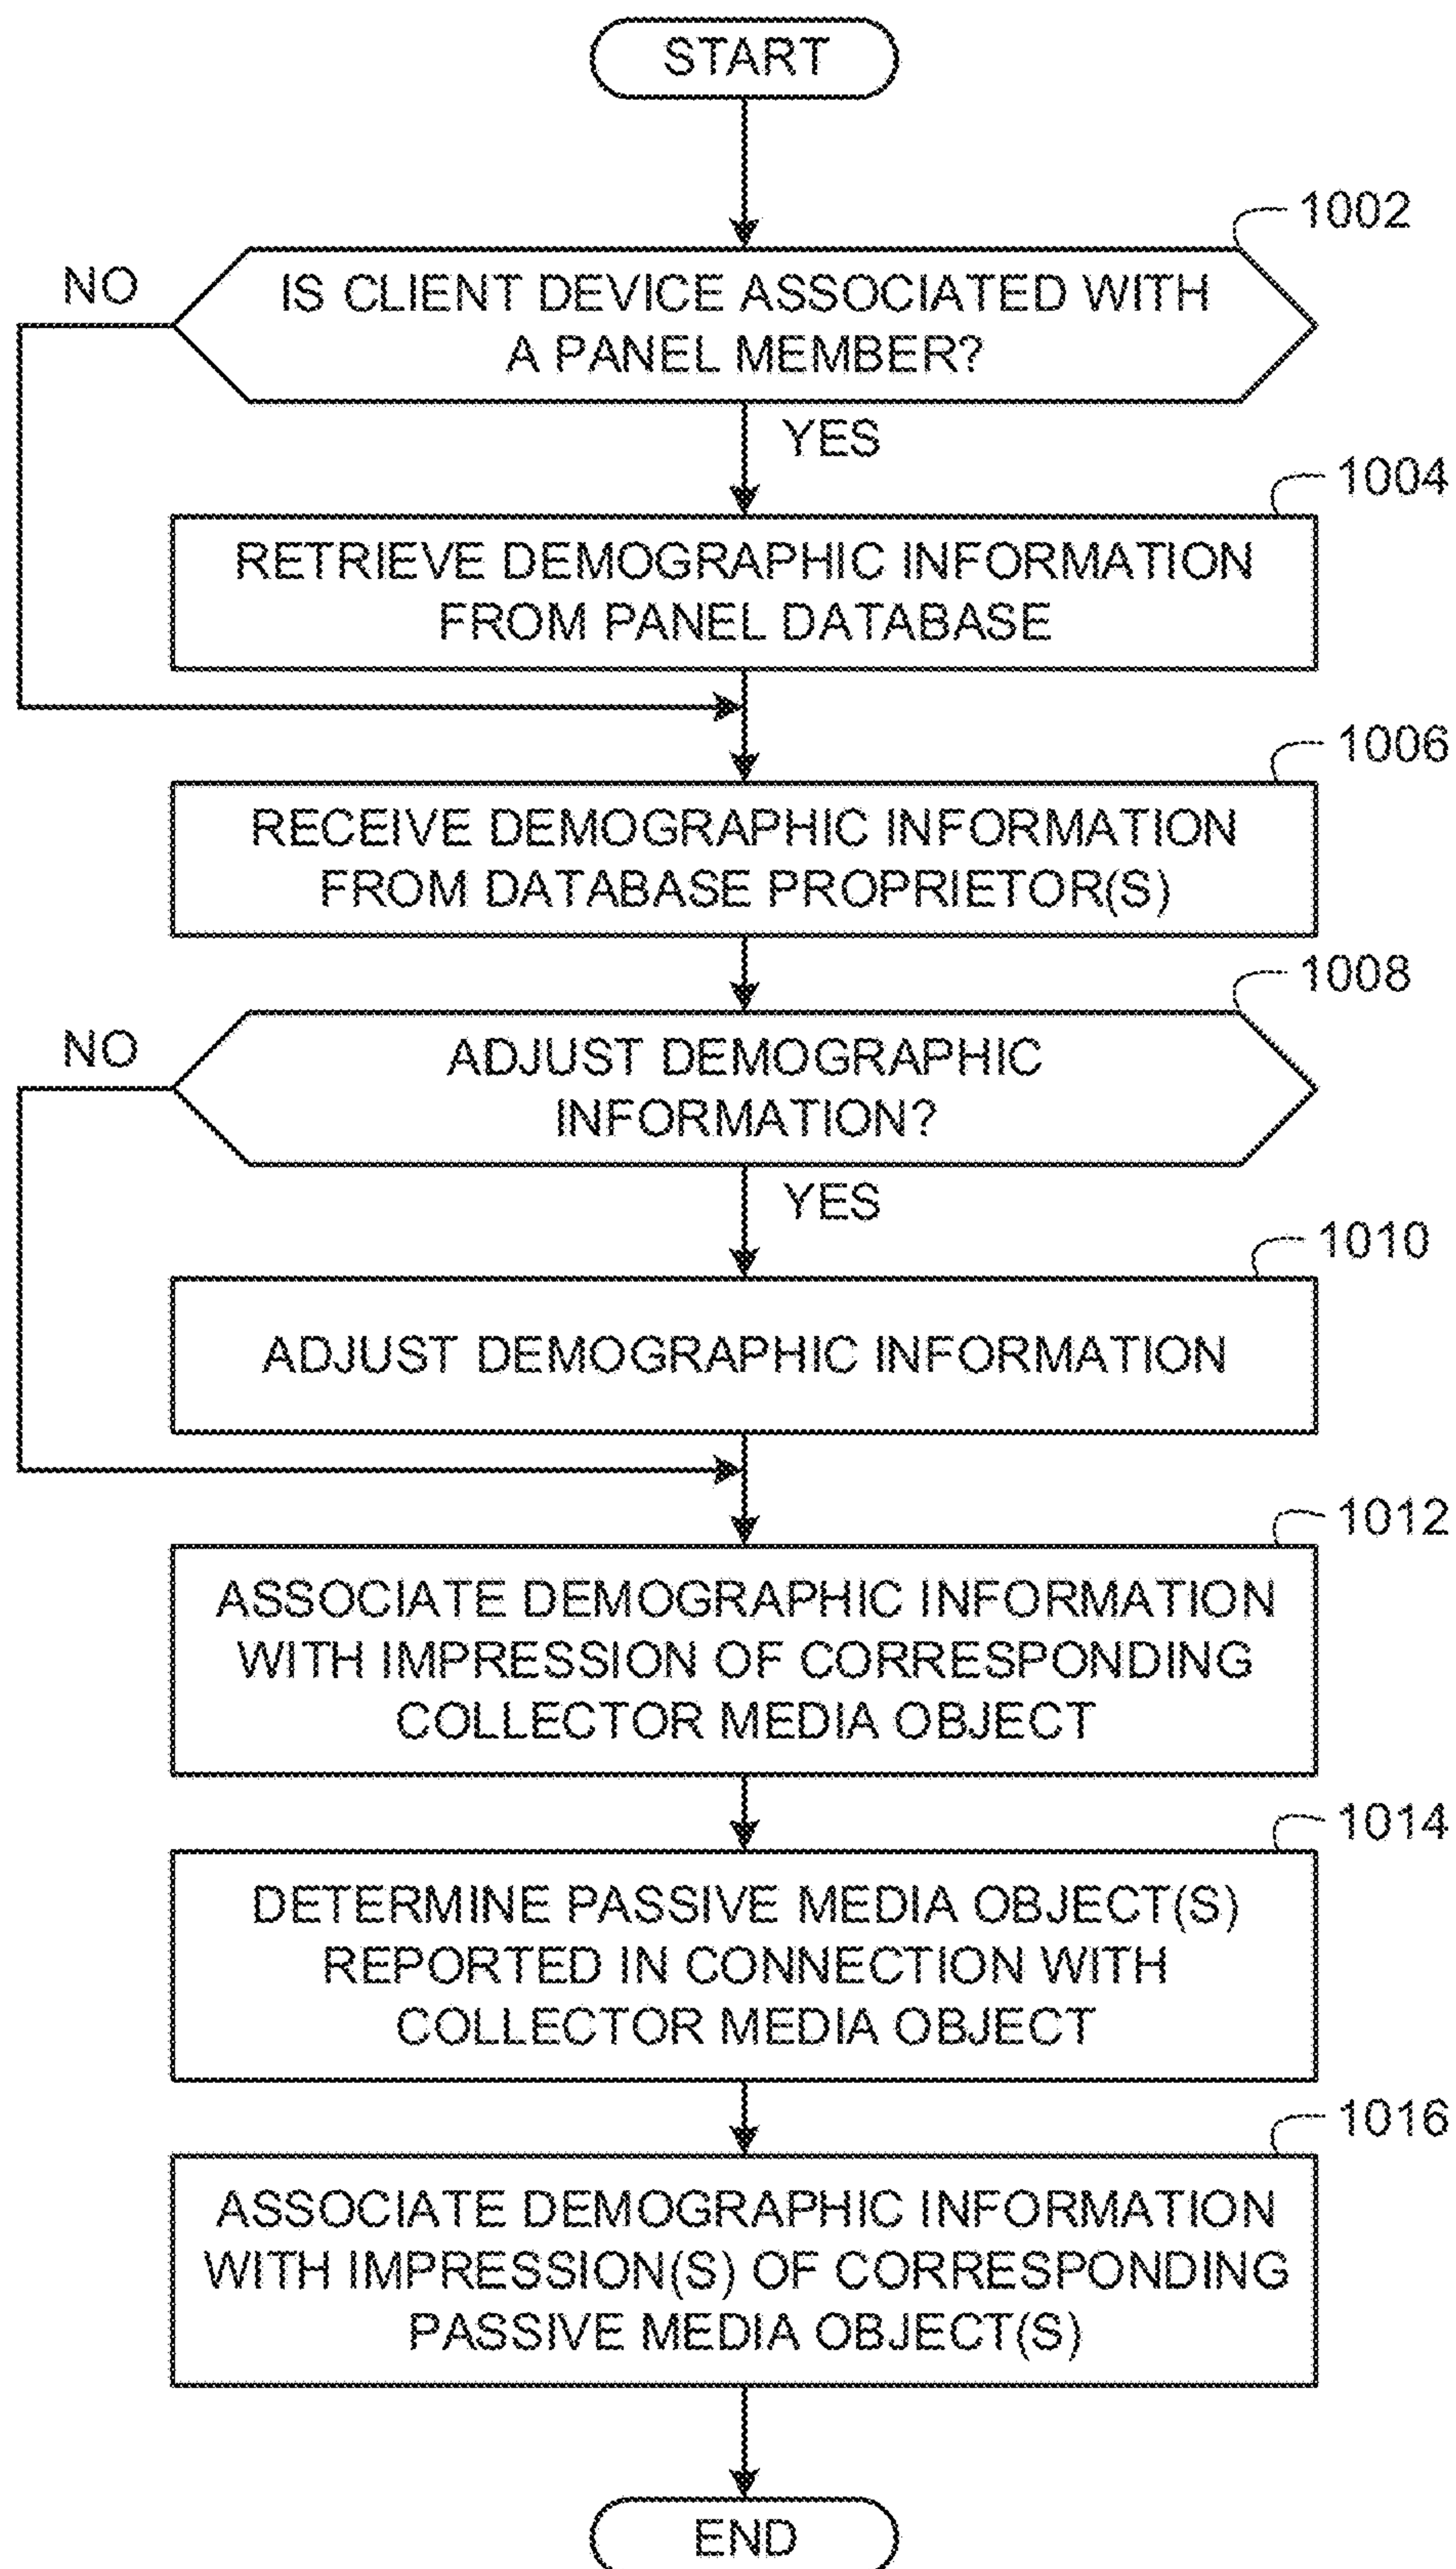 START
1002
NO
IS CLIENT DEVICE ASSOCIATED WITH
A PANEL MEMBER?
YES
1004
RETRIEVE DEMOGRAPHIC INFORMATION
FROM PANEL DATABASE
1006
RECEIVE DEMOGRAPHIC INFORMATION
FROM DATABASE PROPRIETOR(S)
1008
NO
ADJUST DEMOGRAPHIC
INFORMATION?
YES
1010
ADJUST DEMOGRAPHIC INFORMATION
1012
ASSOCIATE DEMOGRAPHIC INFORMATION
WITH IMPRESSION OF CORRESPONDING
COLLECTOR MEDIA OBJECT
1014
DETERMINE PASSIVE MEDIA OBJECT(S)
REPORTED IN CONNECTION WITH
COLLECTOR MEDIA OBJECT
1016
ASSOCIATE DEMOGRAPHIC INFORMATION
WITH IMPRESSION(S) OF CORRESPONDING
PASSIVE MEDIA OBJECT(S)
END